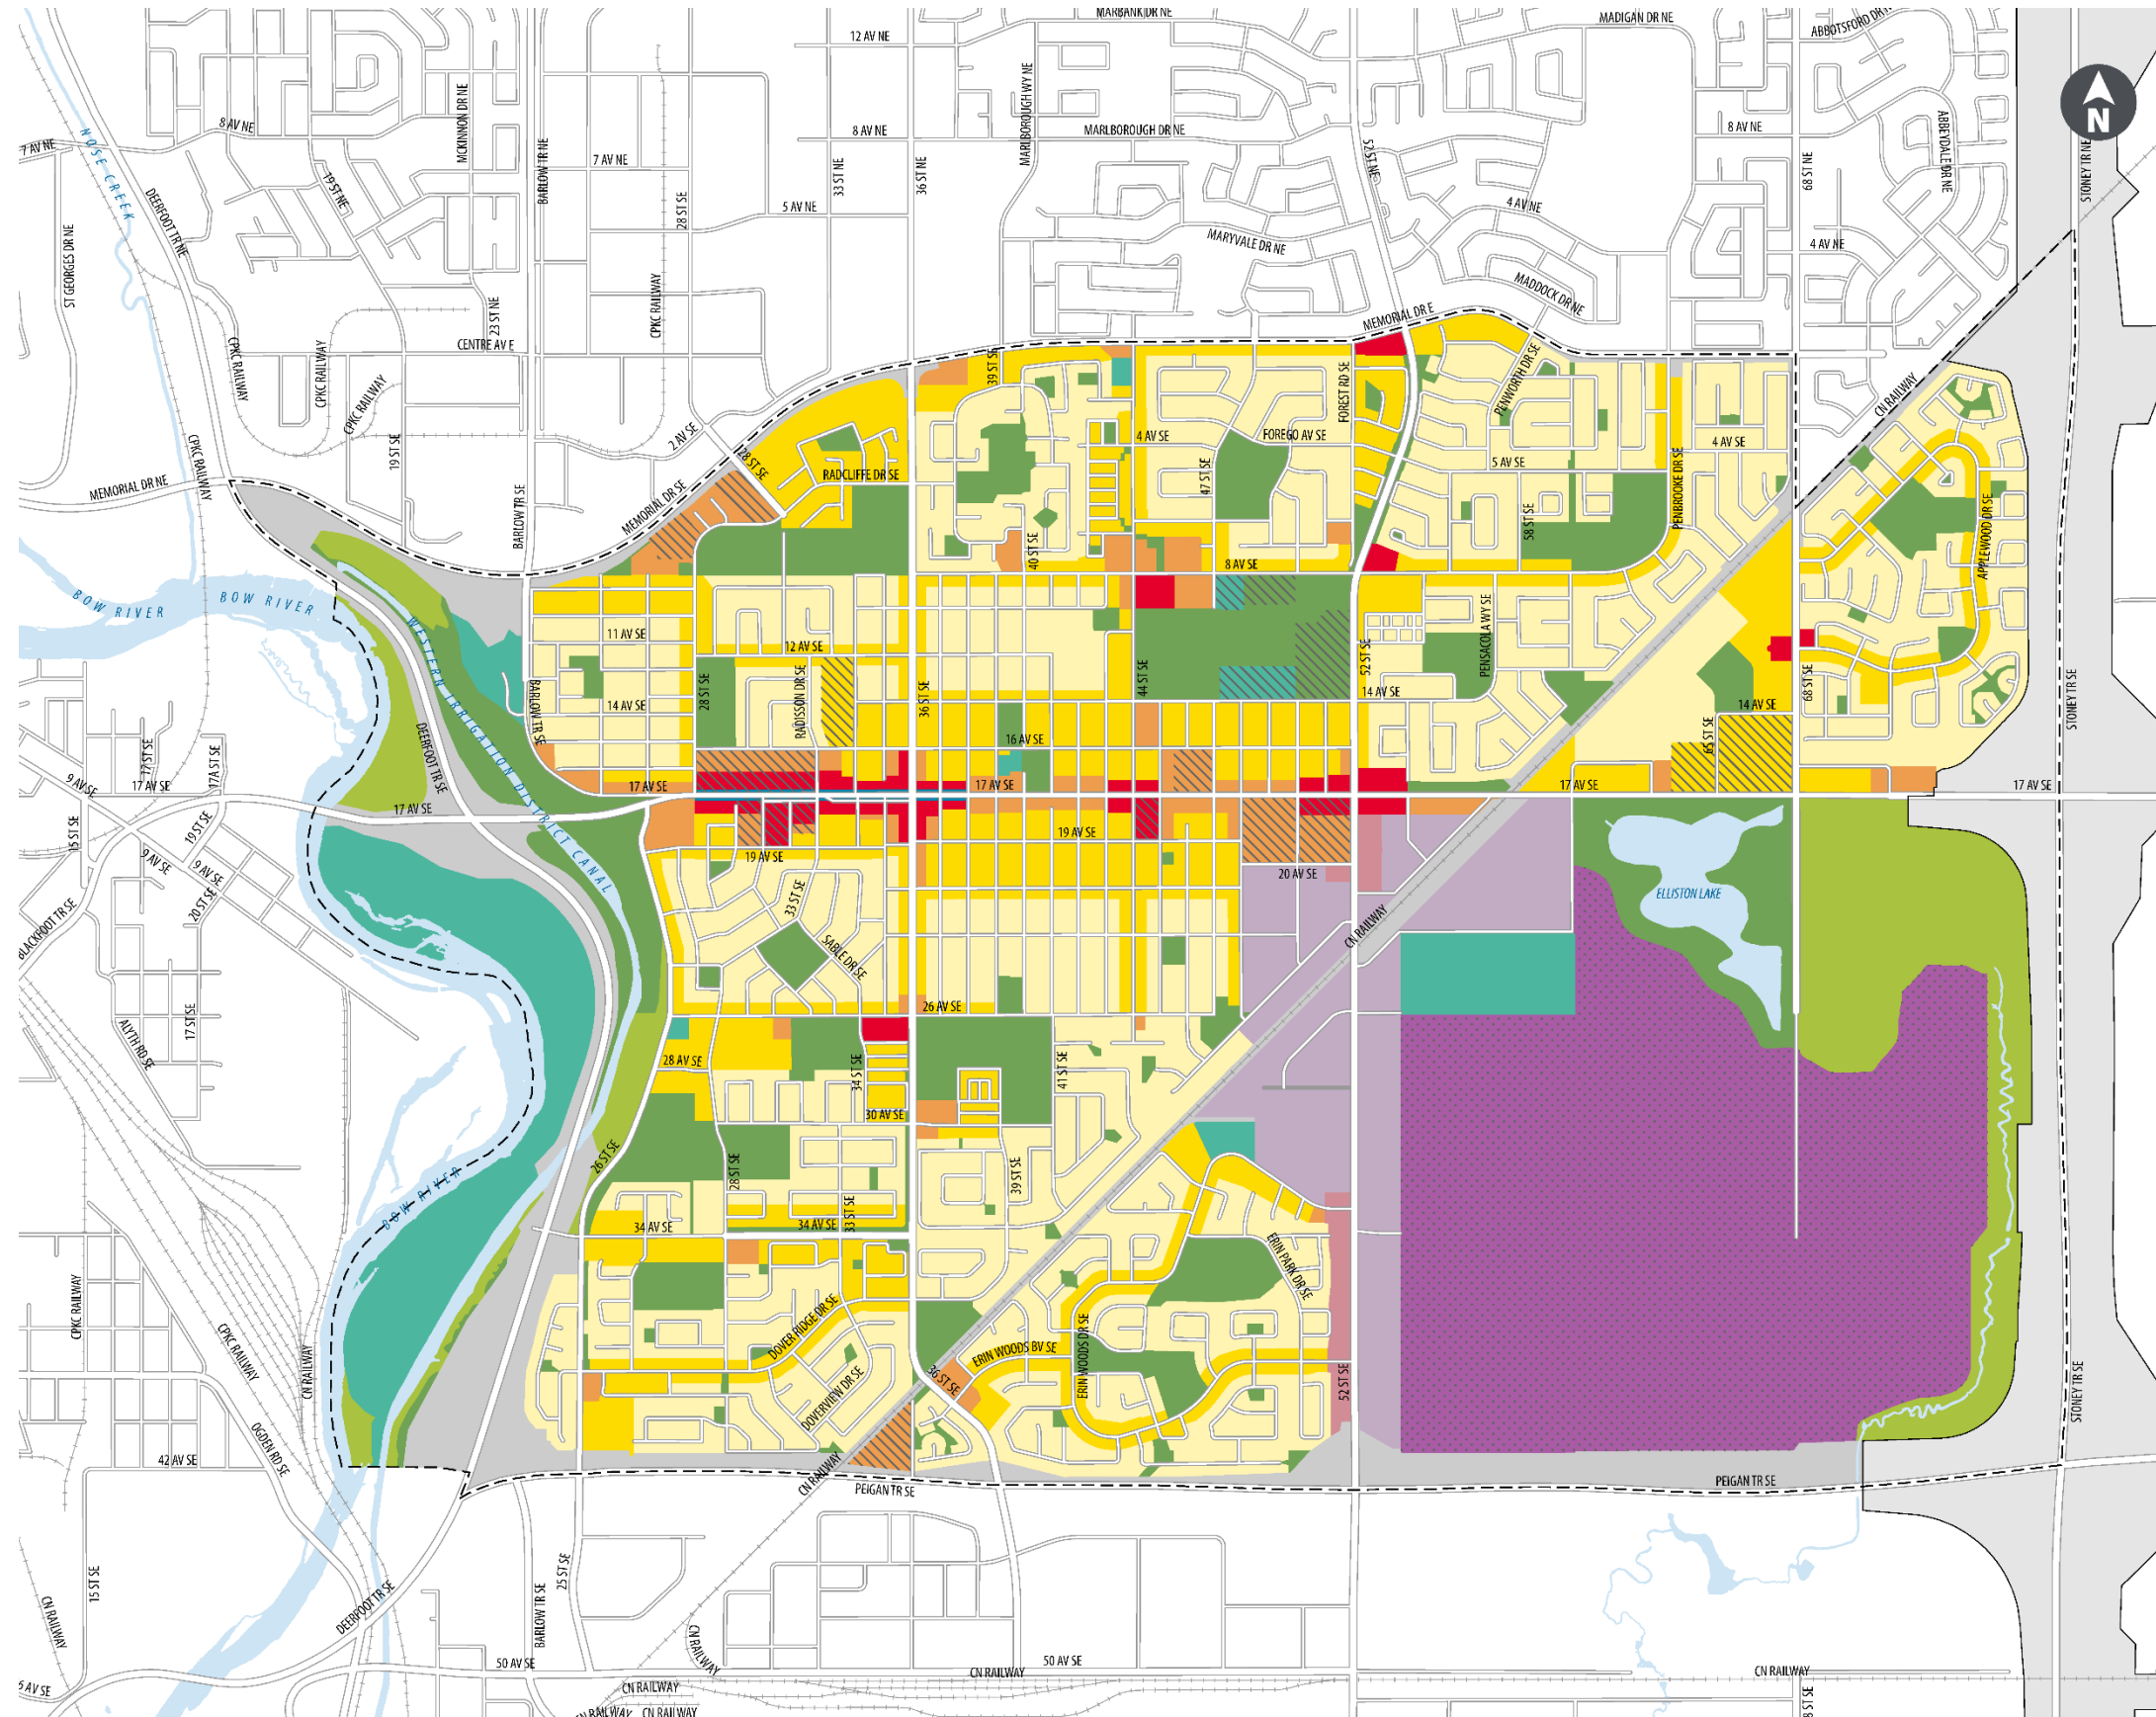 MARBANK DR NE
MADIGAN DR NE
12 AV NE
MCKINNON DR NE
MARLBOROUGH WY NE
8 AV NE
8 AV NE
MARLBOROUGH DR NE
8 AV NE
7 AV NE
7 AV NE
NOSE CREEK
BARLOW TR NE
33 ST NE
36 ST NE
52 ST NE
68 ST NE
ABBEYDALE DR NE
STONEY TR NE
N
19 ST NE
28 ST SE
5 AV NE
4 AV NE
4 AV NE
MARYVALE DR NE
DEERFOOT TR NE
ST GEORGES DR NE
CPKC RAILWAY
23 ST NE
MADDOCK DR NE
MEMORIAL DR E
CENTRE AV E
CPKC RAILWAY
CPKC RAILWAY
CPKC RAILWAY
39 ST SE
FOREST RD SE
PENWORTH DR SE
CN RAILWAY
2 AV SE
19 ST SE
4 AV SE
FOREGO AV SE
4 AV SE
5 AV SE
28 ST SE
RADCLIFFE DR SE
47 ST SE
CPKC RAILWAY
MEMORIAL DR NE
MEMORIAL DR SE
BARLOW TR SE
58 ST SE
PENBROOKE DR SE
APPLEWOOD DR SE
40 ST SE
8 AV SE
BOW RIVER
BOW RIVER
WESTERN IRRIGATION DISTRICT CANAL
11 AV SE
12 AV SE
PENSACOLA WY SE
52 ST SE
28 ST SE
RADISSON DR SE
36 ST SE
44 ST SE
14 AV SE
14 AV SE
14 AV SE
68 ST SE
65 ST SE
BARLOW TR SE
STONEY TR SE
16 AV SE
17 ST SE
17A ST SE
DEERFOOT TR SE
9 AV SE
17 AV SE
17 AV SE
17 AV SE
17 AV SE
17 AV SE
17 AV SE
15 ST SE
19 ST SE
9 AV SE
9 AV SE
20 ST SE
19 AV SE
19 AV SE
20 AV SE
33 ST SE
SABLE DR SE
BLACKFOOT TR SE
ELLISTON LAKE
CN RAILWAY
26 AV SE
17 ST SE
ALYTH RD SE
28 AV SE
34 ST SE
41 ST SE
30 AV SE
26 ST SE
28 ST SE
39 ST SE
BOW RIVER
34 AV SE
34 AV SE
33 ST SE
ERIN PARK DR SE
CPKC RAILWAY
CPKC RAILWAY
CN RAILWAY
DOVER RIDGE DR SE
ERIN WOODS BV SE
ERIN WOODS DR SE
36 ST SE
52 ST SE
STONEY TR SE
DOVERVIEW DR SE
OGDEN RD SE
42 AV SE
CN RAILWAY
PEIGAN TR SE
PEIGAN TR SE
15 ST SE
25 ST SE
BARLOW TR SE
DEERFOOT TR SE
CN RAILWAY
CN RAILWAY
50 AV SE
50 AV SE
CN RAILWAY
CN RAILWAY
CN RAILWAY
CN RAILWAY